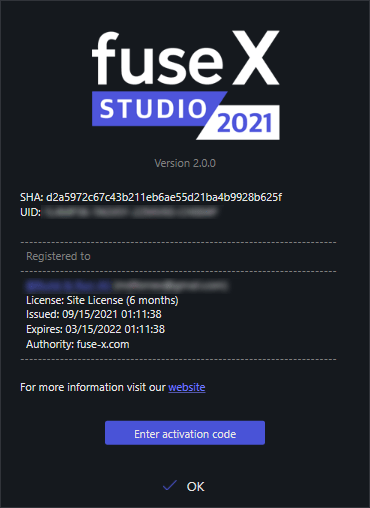 fuse X
STUDIO
2021
Version 2.0.0
SHA: d2a5972c67c43b211eb6ae55d21ba4b9928b625f
UID:
Registered to
License: Site License (6 months)
Issued: 09/15/2021 01:11:38
Expires: 03/15/2022 01:11:38
Authority: fuse-x.com
For more information visit our website
Enter activation code
OK